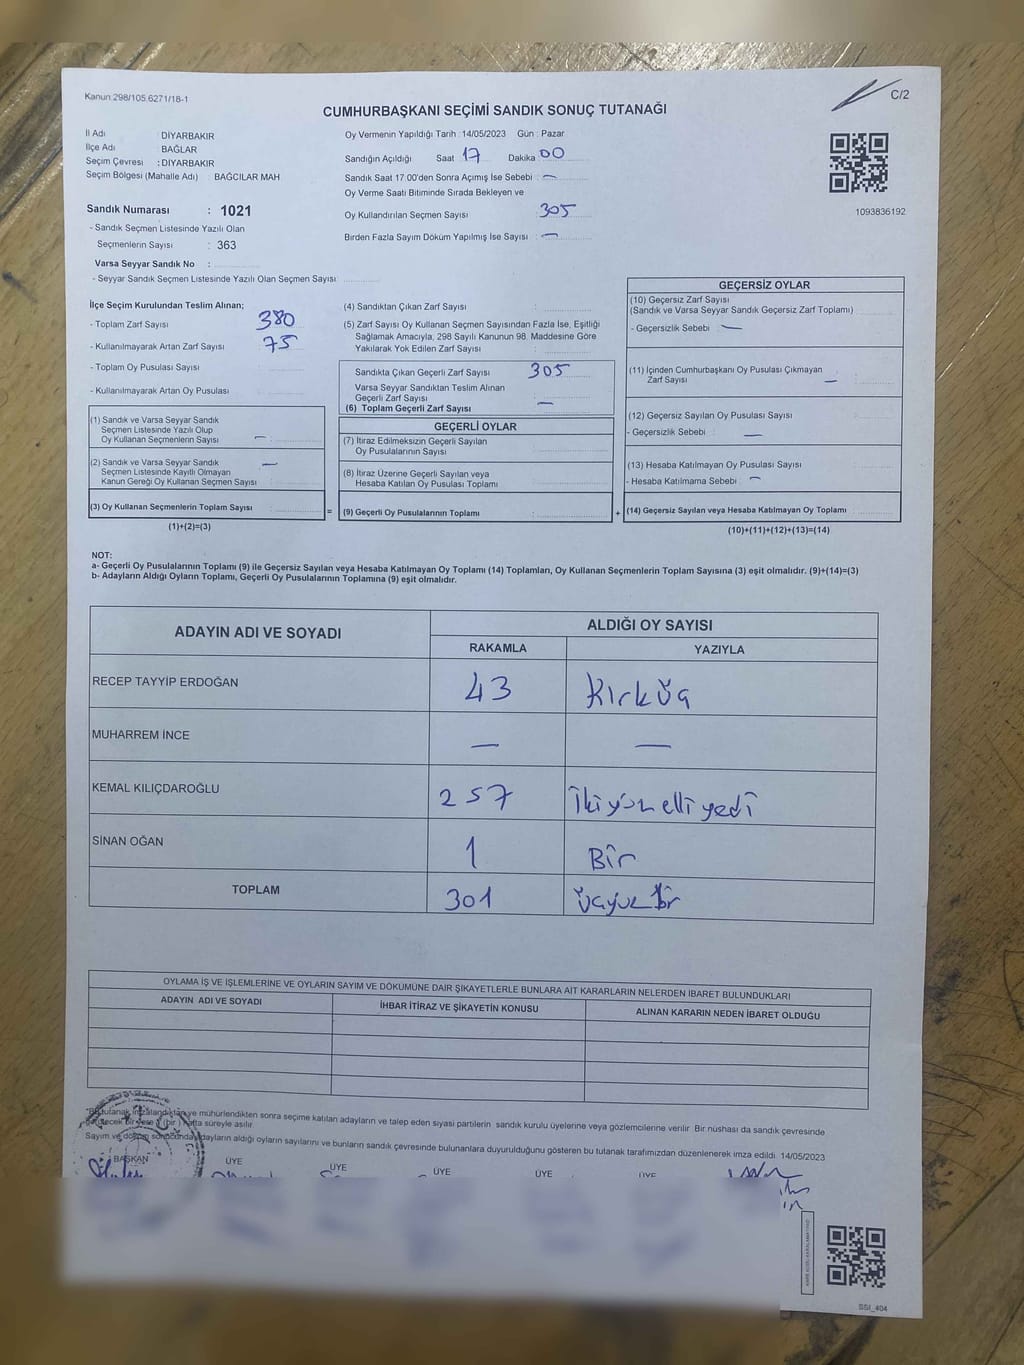 Kanun:298/105.6271/18-1
C/2
CUMHURBAŞKANI SEÇİMİ SANDIK SONUÇ TUTANAĞI
İl Adı : DİYARBAKIR
İlçe Adı : BAĞLAR
Seçim Çevresi : DİYARBAKIR
Seçim Bölgesi (Mahalle Adı) : BAĞCILAR MAH
Oy Vermenin Yapıldığı Tarih : 14/05/2023 Gün : Pazar
Sandığın Açıldığı Saat 17 Dakika 00
Sandık Saat 17:00'den Sonra Açımış İse Sebebi : —
Oy Verme Saati Bitiminde Sırada Bekleyen ve
Oy Kullandırılan Seçmen Sayısı : 305
Birden Fazla Sayım Döküm Yapılmış İse Sayısı : —
1093836192
Sandık Numarası : 1021
- Sandık Seçmen Listesinde Yazılı Olan
Seçmenlerin Sayısı : 363
Varsa Seyyar Sandık No :
- Seyyar Sandık Seçmen Listesinde Yazılı Olan Seçmen Sayısı
İlçe Seçim Kurulundan Teslim Alınan;
- Toplam Zarf Sayısı : 380
- Kullanılmayarak Artan Zarf Sayısı : 75
- Toplam Oy Pusulası Sayısı :
- Kullanılmayarak Artan Oy Pusulası :
(1) Sandık ve Varsa Seyyar Sandık
Seçmen Listesinde Yazılı Olup
Oy Kullanan Seçmenlerin Sayısı : —
(2) Sandık ve Varsa Seyyar Sandık
Seçmen Listesinde Kayıtlı Olmayan
Kanun Gereği Oy Kullanan Seçmen Sayısı : —
(3) Oy Kullanan Seçmenlerin Toplam Sayısı :
(1)+(2)=(3)
=
(4) Sandıktan Çıkan Zarf Sayısı :
(5) Zarf Sayısı Oy Kullanan Seçmen Sayısından Fazla İse, Eşitliği
Sağlamak Amacıyla, 298 Sayılı Kanunun 98. Maddesine Göre
Yakılarak Yok Edilen Zarf Sayısı :
Sandıkta Çıkan Geçerli Zarf Sayısı 305
Varsa Seyyar Sandıktan Teslim Alınan
Geçerli Zarf Sayısı : —
(6) Toplam Geçerli Zarf Sayısı
GEÇERLİ OYLAR
(7) İtiraz Edilmeksizin Geçerli Sayılan
Oy Pusulalarının Sayısı :
(8) İtiraz Üzerine Geçerli Sayılan veya
Hesaba Katılan Oy Pusulası Toplamı :
(9) Geçerli Oy Pusulalarının Toplamı :
+
GEÇERSİZ OYLAR
(10) Geçersiz Zarf Sayısı
(Sandık ve Varsa Seyyar Sandık Geçersiz Zarf Toplamı)
- Geçersizlik Sebebi : —
(11) İçinden Cumhurbaşkanı Oy Pusulası Çıkmayan
Zarf Sayısı —
(12) Geçersiz Sayılan Oy Pusulası Sayısı
- Geçersizlik Sebebi : —
(13) Hesaba Katılmayan Oy Pusulası Sayısı
- Hesaba Katılmama Sebebi : —
(14) Geçersiz Sayılan veya Hesaba Katılmayan Oy Toplamı
(10)+(11)+(12)+(13)=(14)
NOT:
a- Geçerli Oy Pusulalarının Toplamı (9) ile Geçersiz Sayılan veya Hesaba Katılmayan Oy Toplamı (14) Toplamları, Oy Kullanan Seçmenlerin Toplam Sayısına (3) eşit olmalıdır. (9)+(14)=(3)
b- Adayların Aldığı Oyların Toplamı, Geçerli Oy Pusulalarının Toplamına (9) eşit olmalıdır.
ADAYIN ADI VE SOYADI ALDIĞI OY SAYISI
RAKAMLA YAZIYLA
RECEP TAYYİP ERDOĞAN 43 Kırküç
MUHARREM İNCE — —
KEMAL KILIÇDAROĞLU 257 İkiyüz elli yedi
SİNAN OĞAN 1 Bir
TOPLAM 301 üçyüz bir
OYLAMA İŞ VE İŞLEMLERİNE VE OYLARIN SAYIM VE DÖKÜMÜNE DAİR ŞİKAYETLERLE BUNLARA AİT KARARLARIN NELERDEN İBARET BULUNDUKLARI
ADAYIN ADI VE SOYADI İHBAR İTİRAZ VE ŞİKAYETİN KONUSU ALINAN KARARIN NEDEN İBARET OLDUĞU
tutanak imzalandıktan ve mühürlendikten sonra seçime katılan adayların ve talep eden siyasi partilerin sandık kurulu üyelerine veya gözlemcilerine verilir. Bir nüshası da sandık çevresinde
(bir) hafta süreyle asılır
Sayım ve döküm sonucunda adayların aldığı oyların sayılarını ve bunların sandık çevresinde bulunanlara duyurulduğunu gösteren bu tutanak tarafımızdan düzenlenerek imza edildi. 14/05/2023
BAŞKAN ÜYE ÜYE ÜYE ÜYE ÜYE
SSI_404